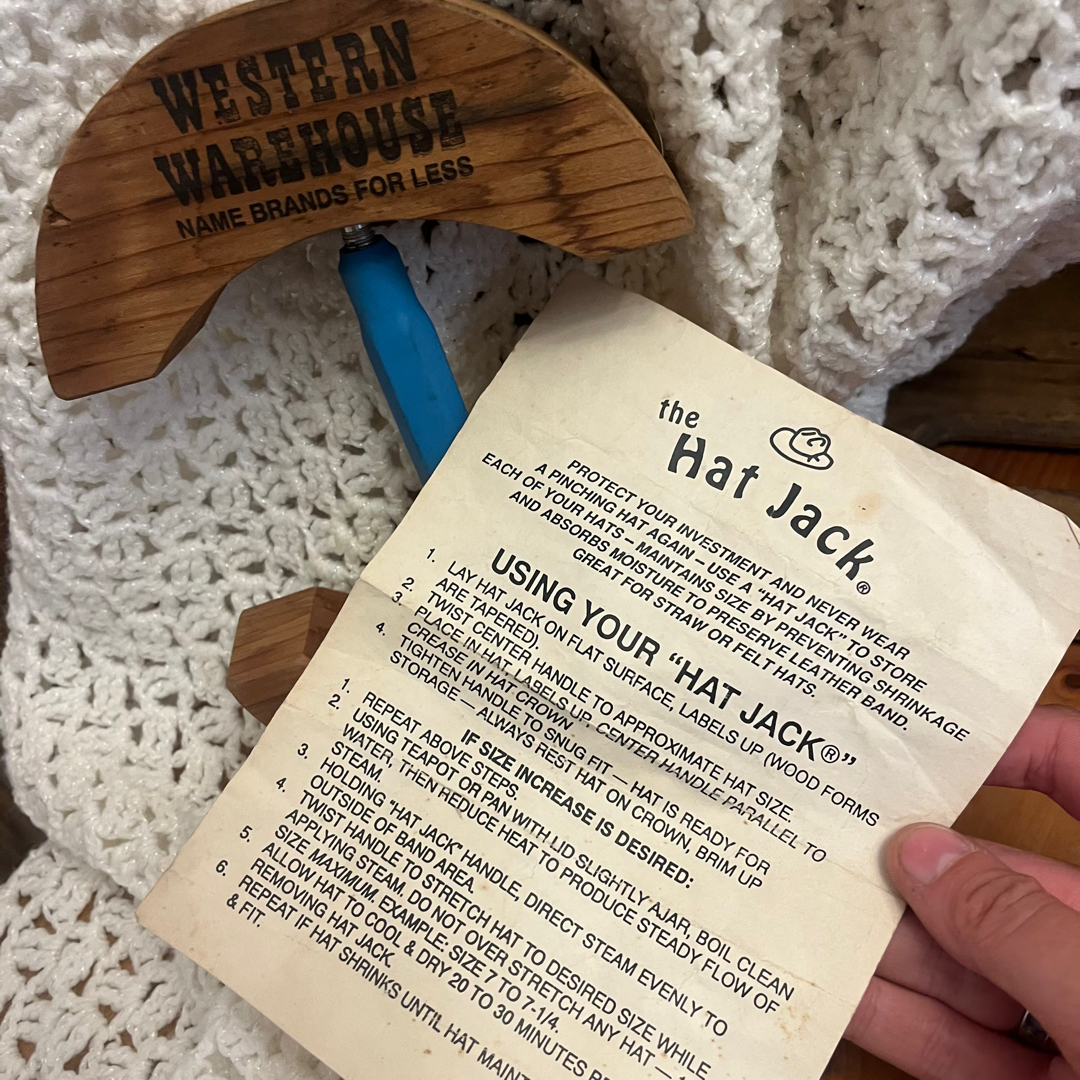 WESTERN
WAREHOUSE
NAME BRANDS FOR LESS
the
Hat Jack®
PROTECT YOUR INVESTMENT AND NEVER WEAR
A PINCHING HAT AGAIN – USE A "HAT JACK" TO STORE
EACH OF YOUR HATS – MAINTAINS SIZE BY PREVENTING SHRINKAGE
AND ABSORBS MOISTURE TO PRESERVE LEATHER BAND.
GREAT FOR STRAW OR FELT HATS.
USING YOUR "HAT JACK®"
1. LAY HAT JACK ON FLAT SURFACE, LABELS UP (WOOD FORMS
ARE TAPERED).
2. TWIST CENTER HANDLE TO APPROXIMATE HAT SIZE.
3. PLACE IN HAT, LABELS UP, CENTER HANDLE PARALLEL TO
CREASE IN HAT CROWN.
4. TIGHTEN HANDLE TO SNUG FIT — HAT IS READY FOR
STORAGE — ALWAYS REST HAT ON CROWN, BRIM UP
IF SIZE INCREASE IS DESIRED:
1. REPEAT ABOVE STEPS.
2. USING TEAPOT OR PAN WITH LID SLIGHTLY AJAR, BOIL CLEAN
WATER, THEN REDUCE HEAT TO PRODUCE STEADY FLOW OF
STEAM.
3. HOLDING "HAT JACK" HANDLE, DIRECT STEAM EVENLY TO
OUTSIDE OF BAND AREA.
4. TWIST HANDLE TO STRETCH HAT TO DESIRED SIZE WHILE
APPLYING STEAM. DO NOT OVER STRETCH ANY HAT —
SIZE MAXIMUM. EXAMPLE: SIZE 7 TO 7-1/4.
5. ALLOW HAT TO COOL & DRY 20 TO 30 MINUTES
REMOVING HAT JACK.
6. REPEAT IF HAT SHRINKS UNTIL HAT
& FIT.